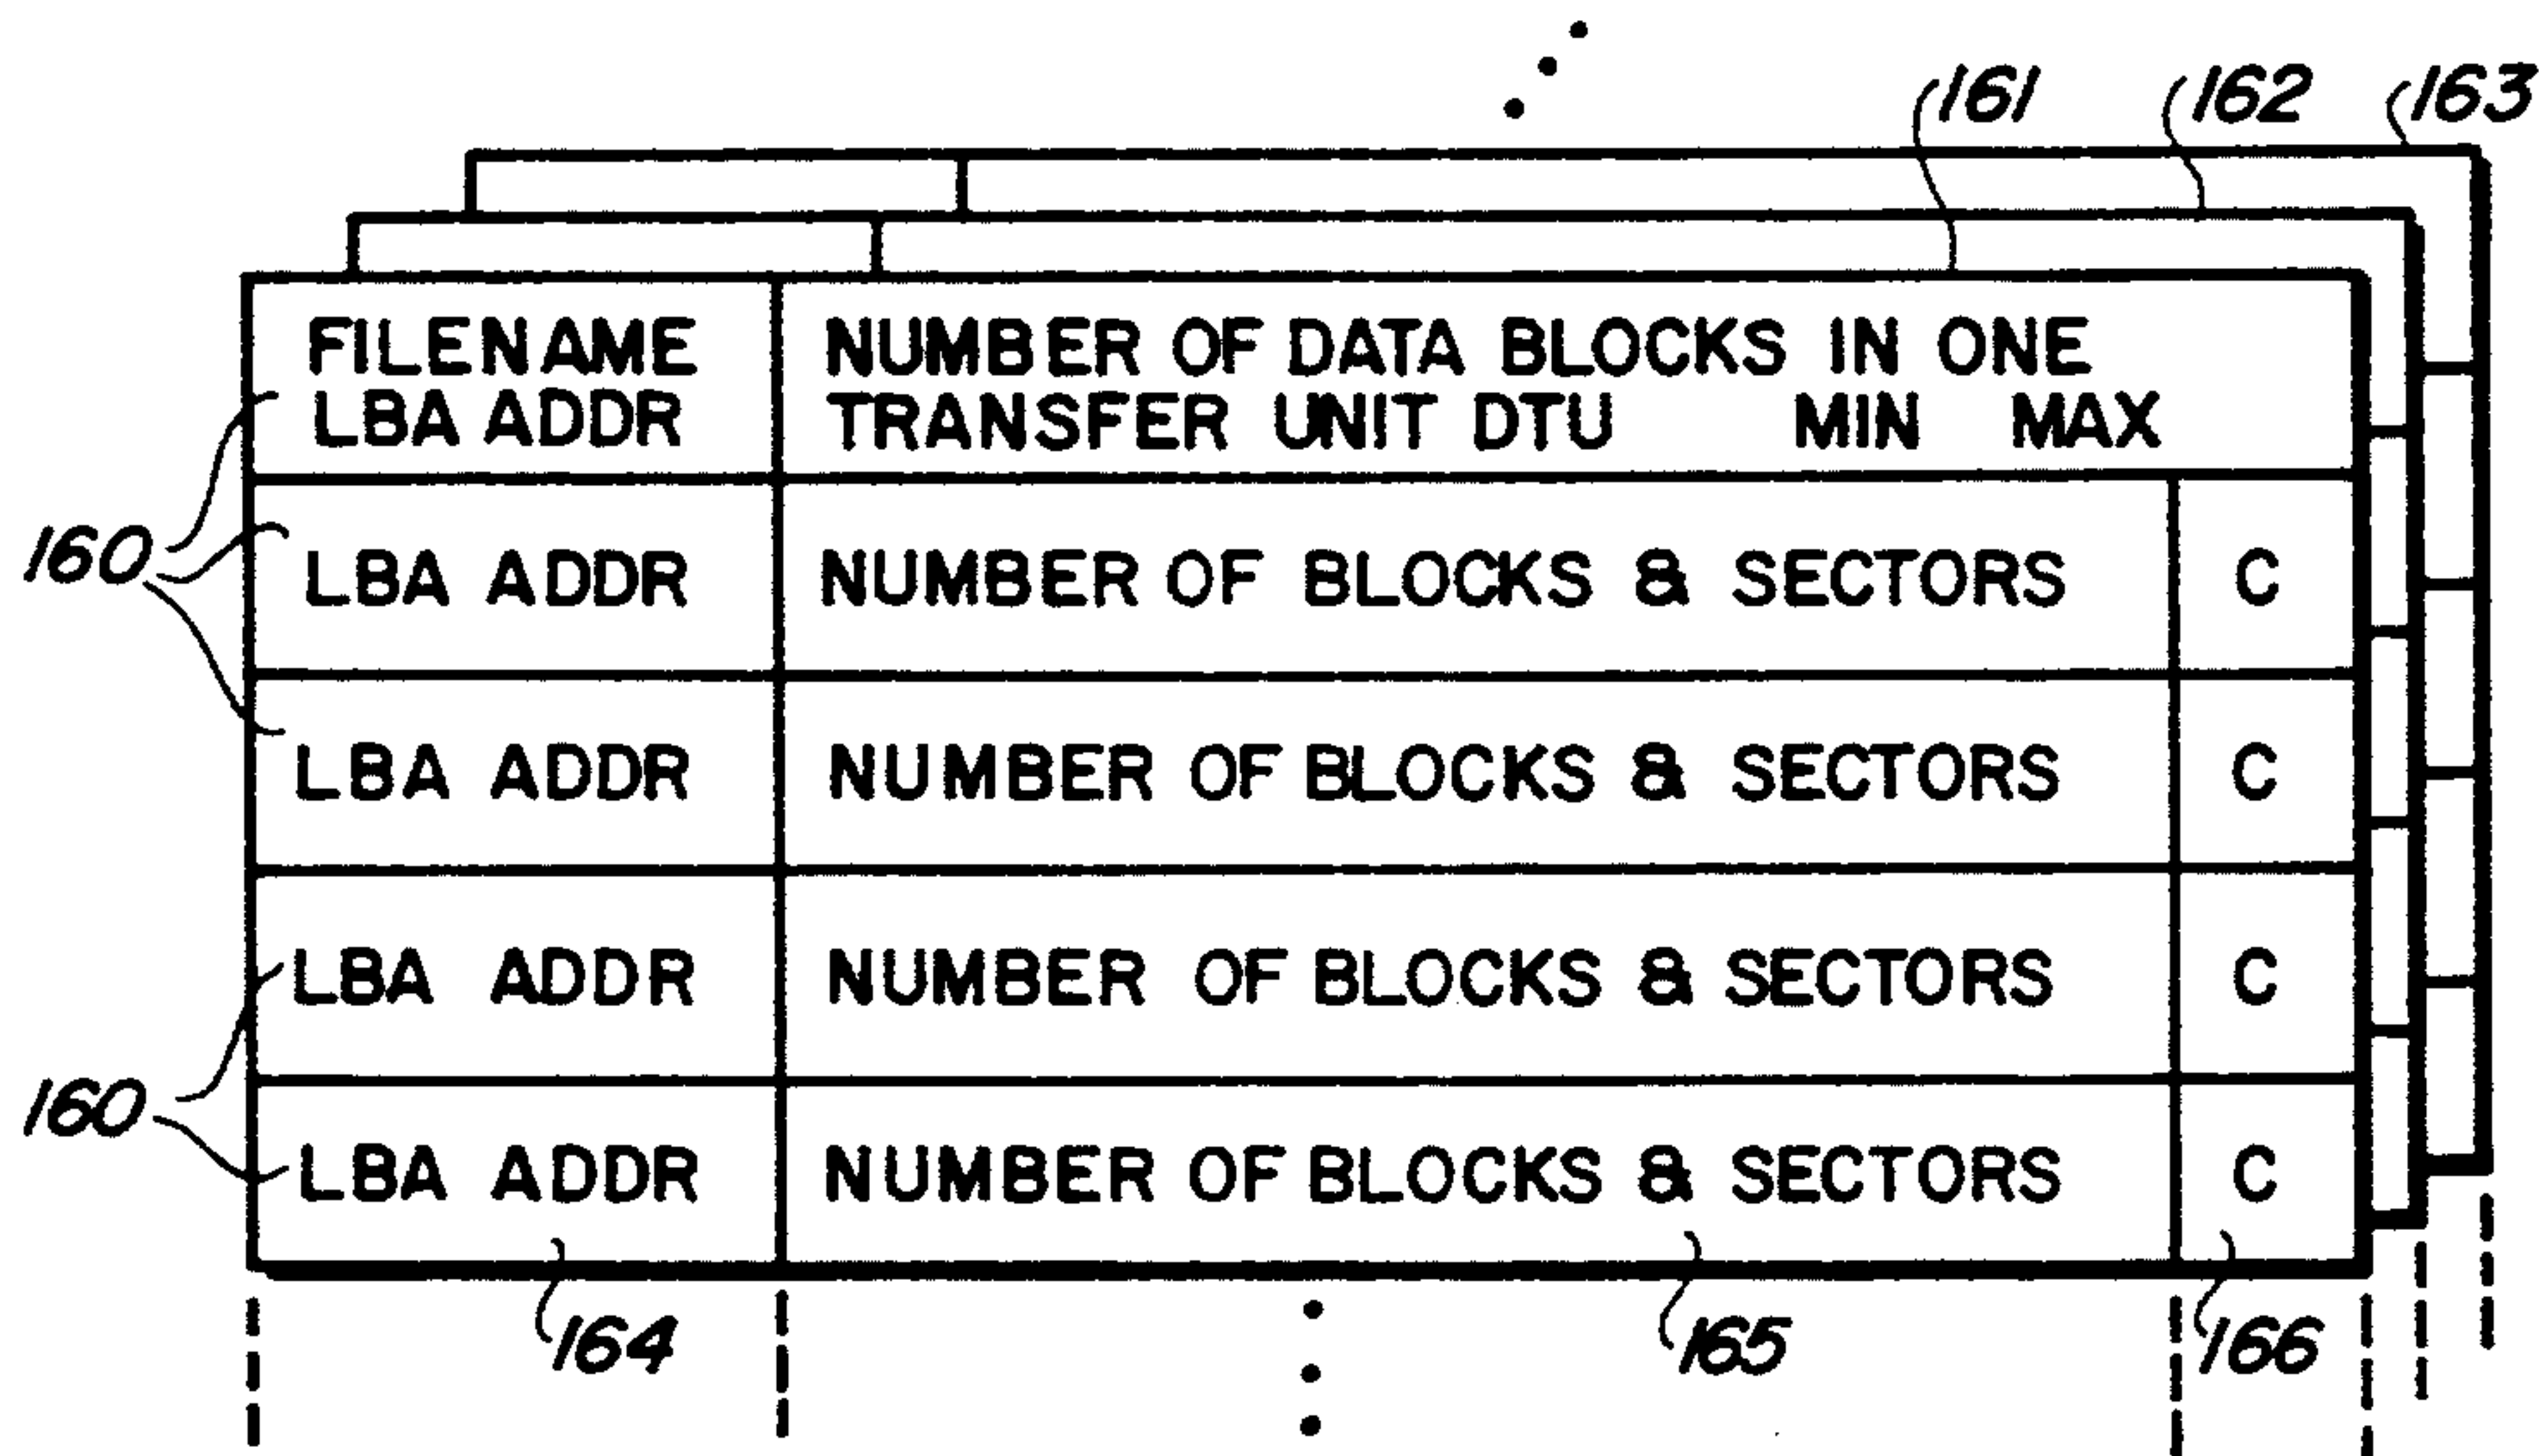 161 162 163
FILENAME NUMBER OF DATA BLOCKS IN ONE
LBA ADDR TRANSFER UNIT DTU MIN MAX
160 LBA ADDR NUMBER OF BLOCKS & SECTORS C
LBA ADDR NUMBER OF BLOCKS & SECTORS C
LBA ADDR NUMBER OF BLOCKS & SECTORS C
160 LBA ADDR NUMBER OF BLOCKS & SECTORS C
164 165 166